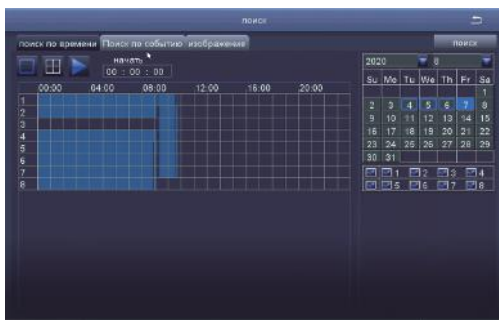 поиск
поиск по времени Поиск по событию изображение поиск
начать
00 : 00 : 00
2020 8
Su Mo Tu We Th Fr Sa
1
2 3 4 5 6 7 8
9 10 11 12 13 14 15
16 17 18 19 20 21 22
23 24 25 26 27 28 29
30 31
00:00 04:00 08:00 12:00 16:00 20:00
1
2
3
4
5
6
7
8
1 2 3 4
5 6 7 8